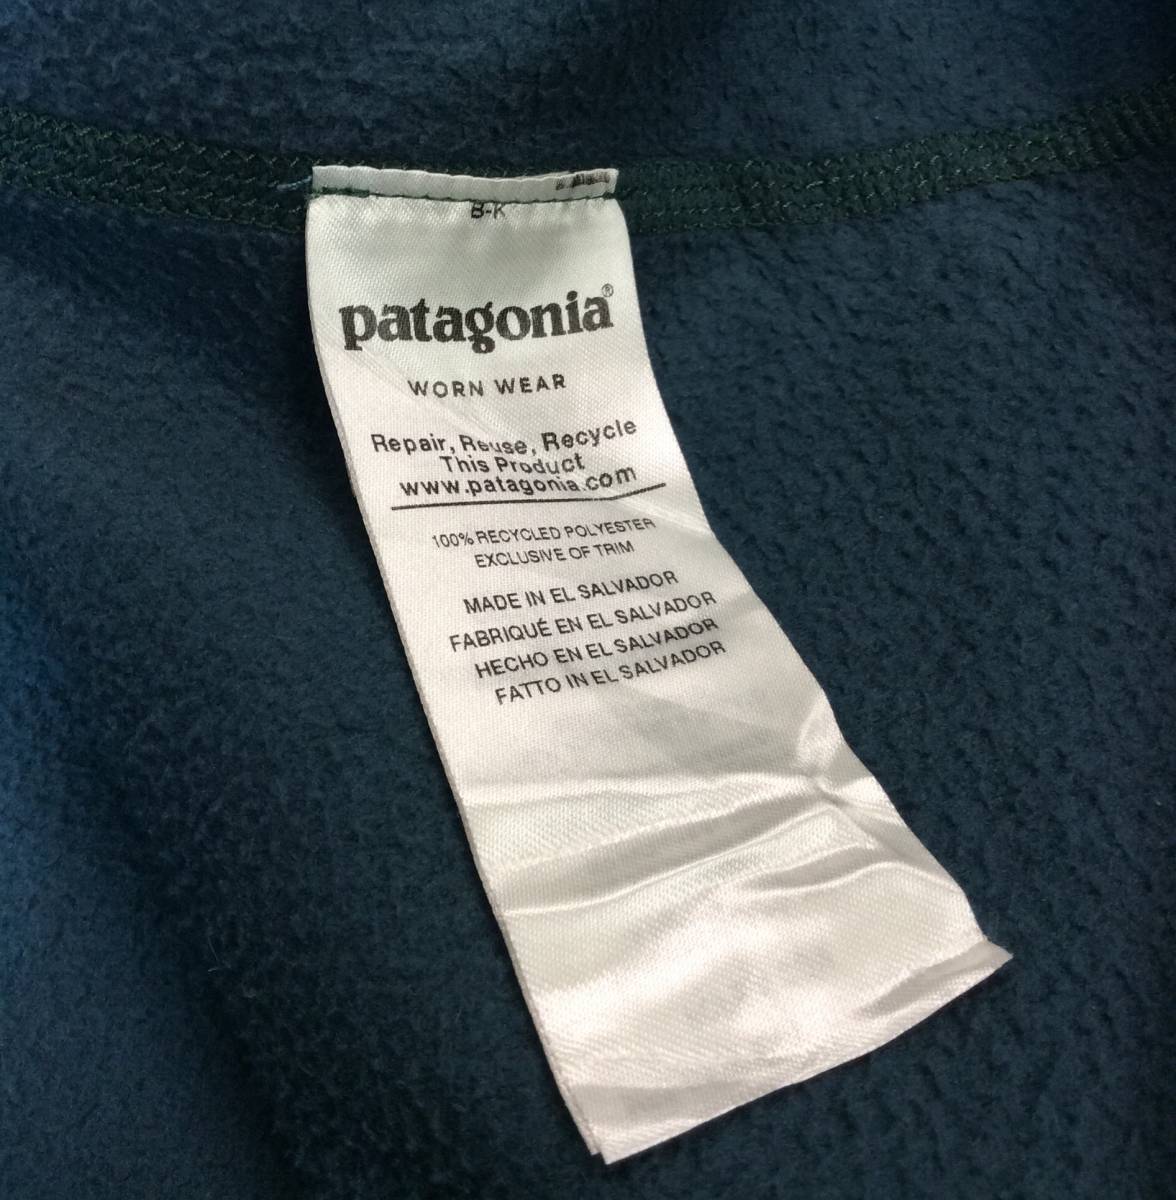 B-K
patagonia®
WORN WEAR
Repair, Reuse, Recycle
This Product
www.patagonia.com
100% RECYCLED POLYESTER
EXCLUSIVE OF TRIM
MADE IN EL SALVADOR
FABRIQUÉ EN EL SALVADOR
HECHO EN EL SALVADOR
FATTO IN EL SALVADOR